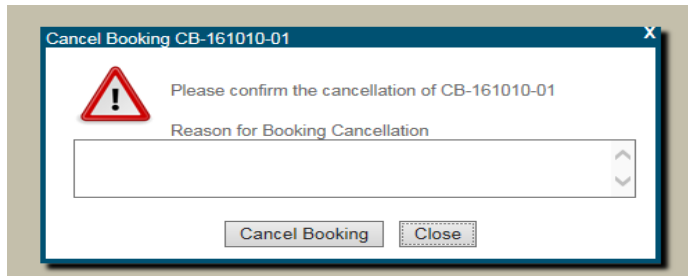 Cancel Booking CB-161010-01 X
Please confirm the cancellation of CB-161010-01
Reason for Booking Cancellation
Cancel Booking Close